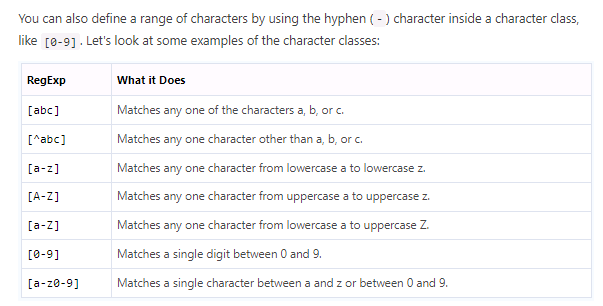 You can also define a range of characters by using the hyphen (-) character inside a character class,
like [0-9]. Let's look at some examples of the character classes:
RegExp What it Does
[abc] Matches any one of the characters a, b, or c.
[^abc] Matches any one character other than a, b, or c.
[a-z] Matches any one character from lowercase a to lowercase z.
[A-Z] Matches any one character from uppercase a to uppercase z.
[a-Z] Matches any one character from lowercase a to uppercase Z.
[0-9] Matches a single digit between 0 and 9.
[a-z0-9] Matches a single character between a and z or between 0 and 9.